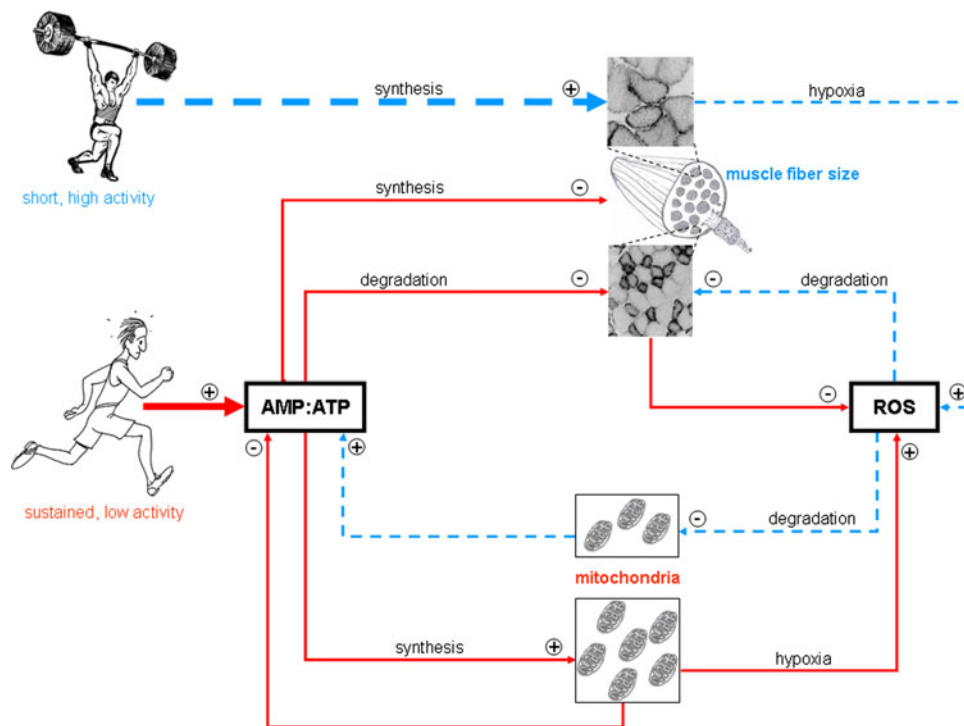 synthesis
+
hypoxia
short, high activity
muscle fiber size
synthesis
-
degradation
-
-
degradation
+
AMP:ATP
-
ROS
+
-
+
+
sustained, low activity
-
degradation
mitochondria
synthesis
+
hypoxia